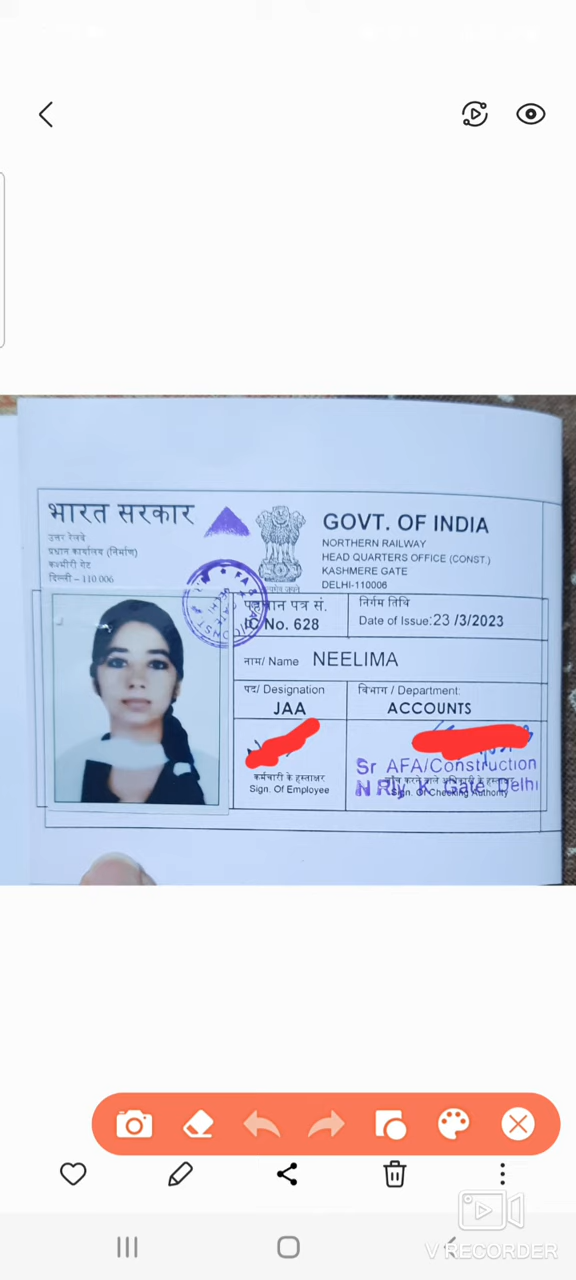 भारत सरकार
उत्तर रेलवे
प्रधान कार्यालय (निर्माण)
कश्मीरी गेट
दिल्ली – 110 006
GOVT. OF INDIA
NORTHERN RAILWAY
HEAD QUARTERS OFFICE (CONST.)
KASHMERE GATE
DELHI-110006
पहचान पत्र सं.
ID No. 628
निर्गम तिथि
Date of Issue:23 /3/2023
नाम/ Name NEELIMA
पद/ Designation
JAA
विभाग / Department:
ACCOUNTS
कर्मचारी के हस्ताक्षर
Sign. Of Employee
Sr AFA/Construction
N Rly K Gate Delhi
Sign. Of Checking Authority
V RECORDER